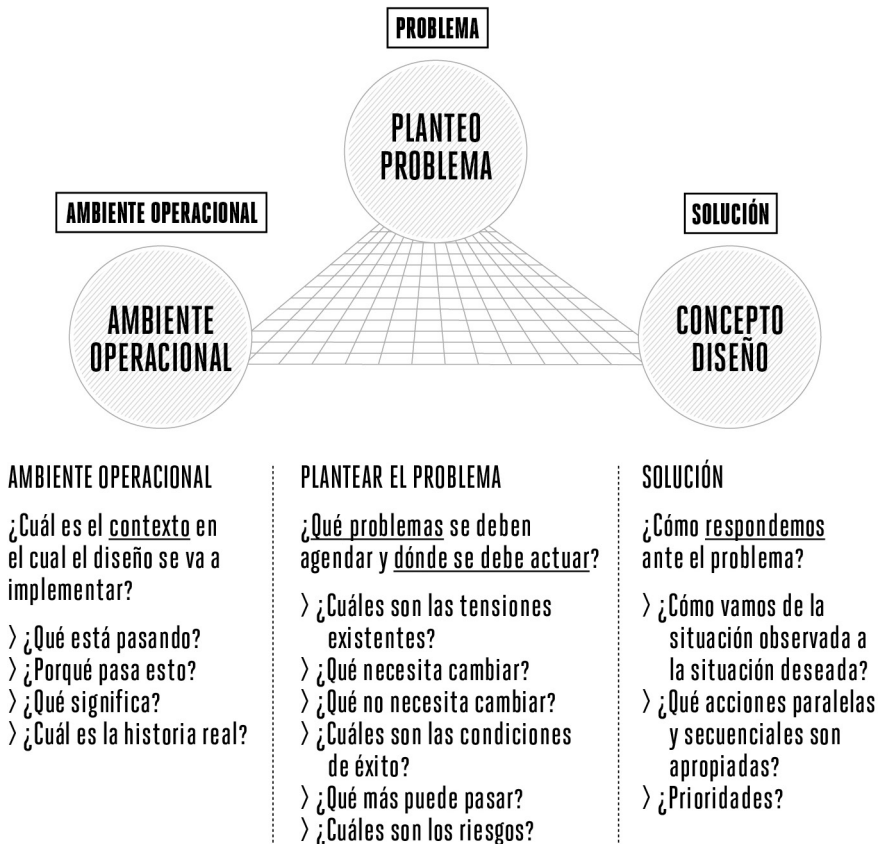 PROBLEMA
PLANTEO
PROBLEMA
AMBIENTE OPERACIONAL
SOLUCIÓN
AMBIENTE
OPERACIONAL
CONCEPTO
DISEÑO
AMBIENTE OPERACIONAL
¿Cuál es el contexto en
el cual el diseño se va a
implementar?
〉¿Qué está pasando?
〉¿Porqué pasa esto?
〉¿Qué significa?
〉¿Cuál es la historia real?
PLANTEAR EL PROBLEMA
¿Qué problemas se deben
agendar y dónde se debe actuar?
〉¿Cuáles son las tensiones
existentes?
〉¿Qué necesita cambiar?
〉¿Qué no necesita cambiar?
〉¿Cuáles son las condiciones
de éxito?
〉¿Qué más puede pasar?
〉¿Cuáles son los riesgos?
SOLUCIÓN
¿Cómo respondemos
ante el problema?
〉¿Cómo vamos de la
situación observada a
la situación deseada?
〉¿Qué acciones paralelas
y secuenciales son
apropiadas?
〉¿Prioridades?